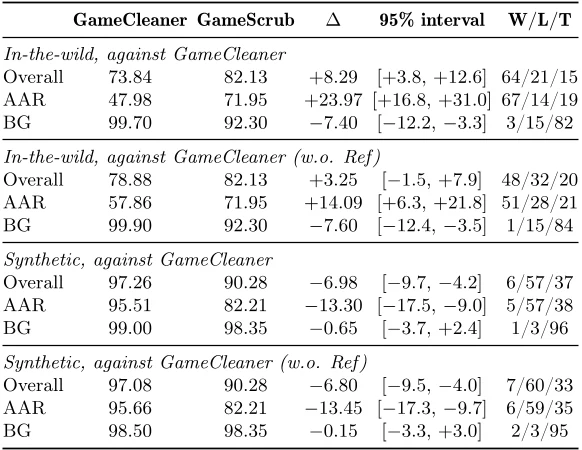 GameCleaner GameScrub Δ 95% interval W/L/T
In-the-wild, against GameCleaner
Overall 73.84 82.13 +8.29 [+3.8, +12.6] 64/21/15
AAR 47.98 71.95 +23.97 [+16.8, +31.0] 67/14/19
BG 99.70 92.30 −7.40 [−12.2, −3.3] 3/15/82
In-the-wild, against GameCleaner (w.o. Ref)
Overall 78.88 82.13 +3.25 [−1.5, +7.9] 48/32/20
AAR 57.86 71.95 +14.09 [+6.3, +21.8] 51/28/21
BG 99.90 92.30 −7.60 [−12.4, −3.5] 1/15/84
Synthetic, against GameCleaner
Overall 97.26 90.28 −6.98 [−9.7, −4.2] 6/57/37
AAR 95.51 82.21 −13.30 [−17.5, −9.0] 5/57/38
BG 99.00 98.35 −0.65 [−3.7, +2.4] 1/3/96
Synthetic, against GameCleaner (w.o. Ref)
Overall 97.08 90.28 −6.80 [−9.5, −4.0] 7/60/33
AAR 95.66 82.21 −13.45 [−17.3, −9.7] 6/59/35
BG 98.50 98.35 −0.15 [−3.3, +3.0] 2/3/95